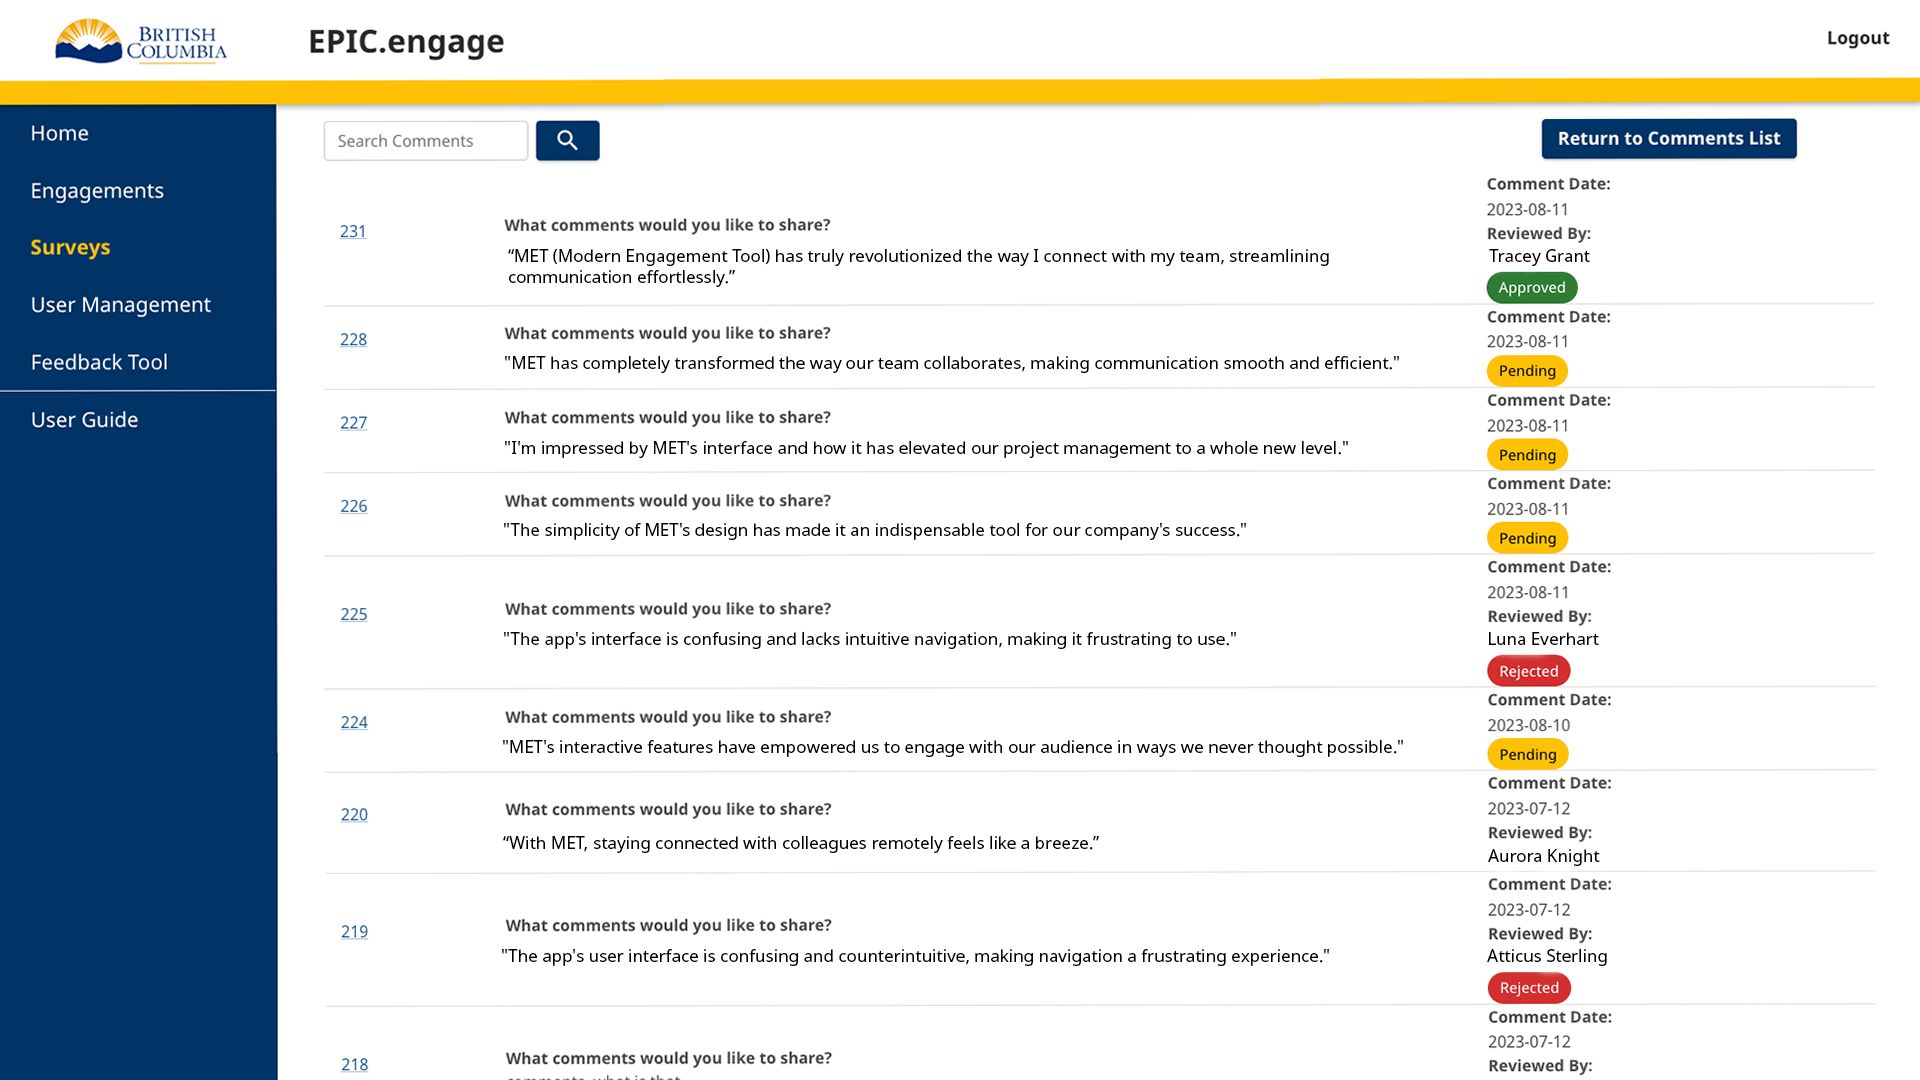 BRITISH
COLUMBIA
EPIC.engage
Logout
Home
Engagements
Surveys
User Management
Feedback Tool
User Guide
Search Comments
Return to Comments List
231
What comments would you like to share?
“MET (Modern Engagement Tool) has truly revolutionized the way I connect with my team, streamlining
communication effortlessly.”
Comment Date:
2023-08-11
Reviewed By:
Tracey Grant
Approved
228
What comments would you like to share?
"MET has completely transformed the way our team collaborates, making communication smooth and efficient."
Comment Date:
2023-08-11
Pending
227
What comments would you like to share?
"I'm impressed by MET's interface and how it has elevated our project management to a whole new level."
Comment Date:
2023-08-11
Pending
226
What comments would you like to share?
"The simplicity of MET's design has made it an indispensable tool for our company's success."
Comment Date:
2023-08-11
Pending
225
What comments would you like to share?
"The app's interface is confusing and lacks intuitive navigation, making it frustrating to use."
Comment Date:
2023-08-11
Reviewed By:
Luna Everhart
Rejected
224
What comments would you like to share?
"MET's interactive features have empowered us to engage with our audience in ways we never thought possible."
Comment Date:
2023-08-10
Pending
220
What comments would you like to share?
“With MET, staying connected with colleagues remotely feels like a breeze.”
Comment Date:
2023-07-12
Reviewed By:
Aurora Knight
219
What comments would you like to share?
"The app's user interface is confusing and counterintuitive, making navigation a frustrating experience."
Comment Date:
2023-07-12
Reviewed By:
Atticus Sterling
Rejected
218
What comments would you like to share?
Comment Date:
2023-07-12
Reviewed By: